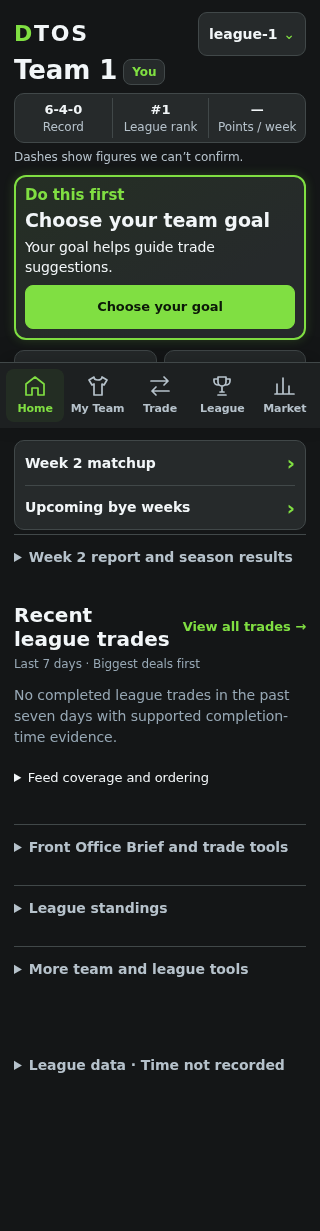 DTOS
league-1
Team 1 You
6-4-0
Record
#1
League rank
—
Points / week
Dashes show figures we can’t confirm.
Do this first
Choose your team goal
Your goal helps guide trade
suggestions.
Choose your goal
Home
My Team
Trade
League
Market
Week 2 matchup
Upcoming bye weeks
Week 2 report and season results
Recent
league trades
View all trades →
Last 7 days · Biggest deals first
No completed league trades in the past
seven days with supported completion-
time evidence.
Feed coverage and ordering
Front Office Brief and trade tools
League standings
More team and league tools
League data · Time not recorded